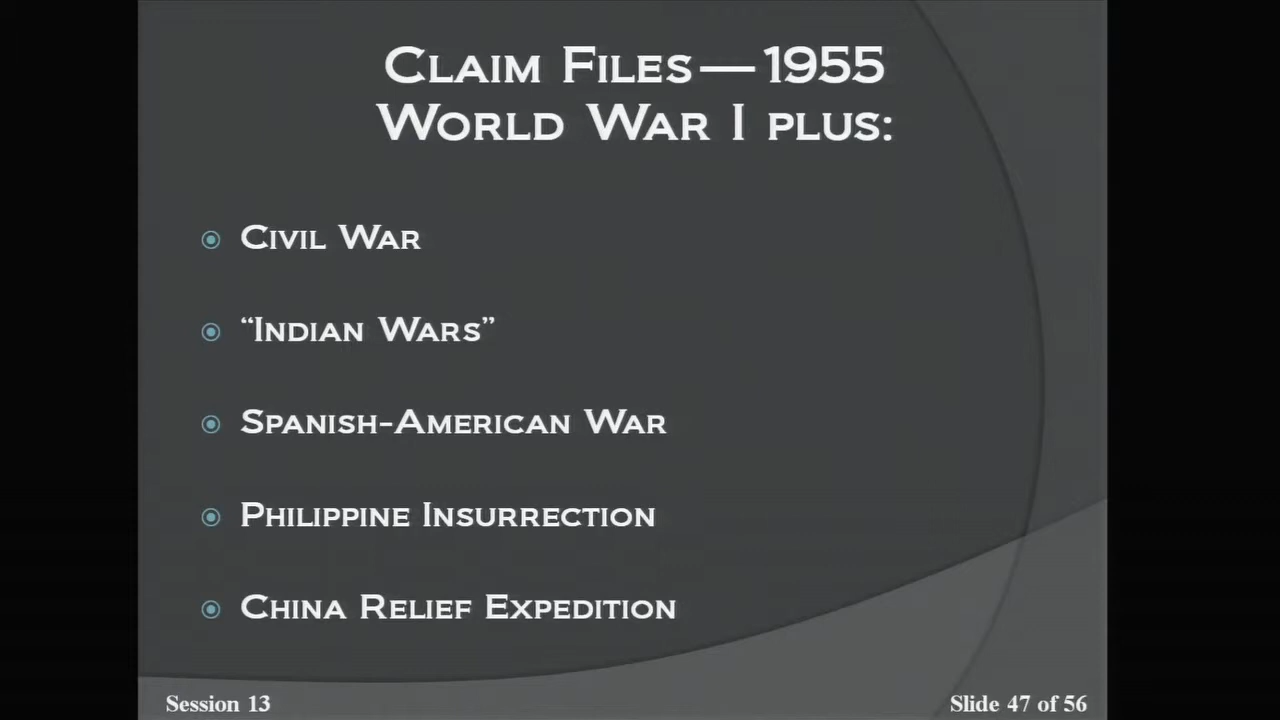 Claim Files—1955
World War I plus:
Civil War
“Indian Wars”
Spanish-American War
Philippine Insurrection
China Relief Expedition
Session 13
Slide 47 of 56